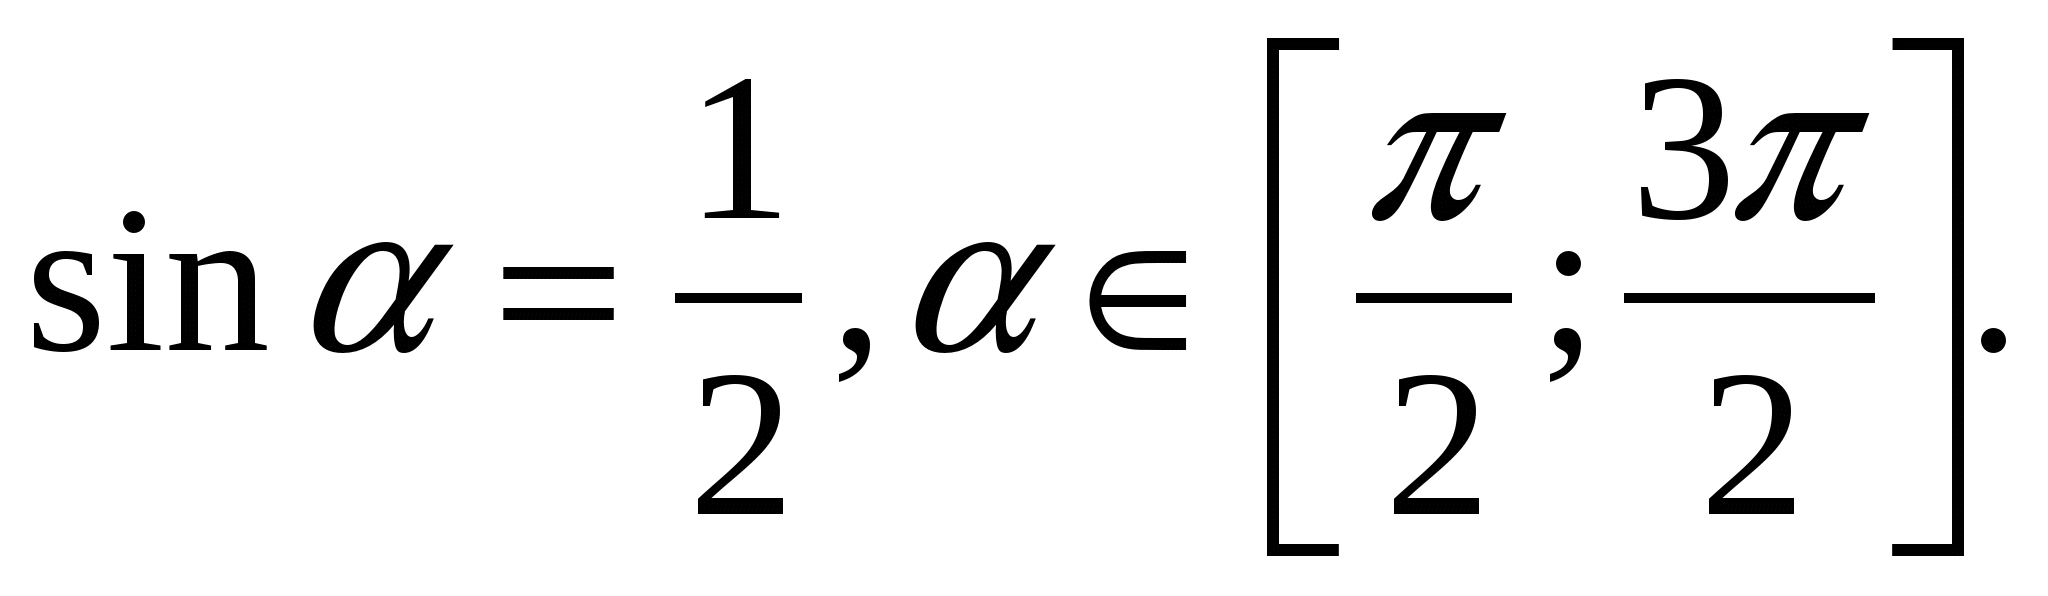 sin α = 1/2, α ∈ [π/2; 3π/2].